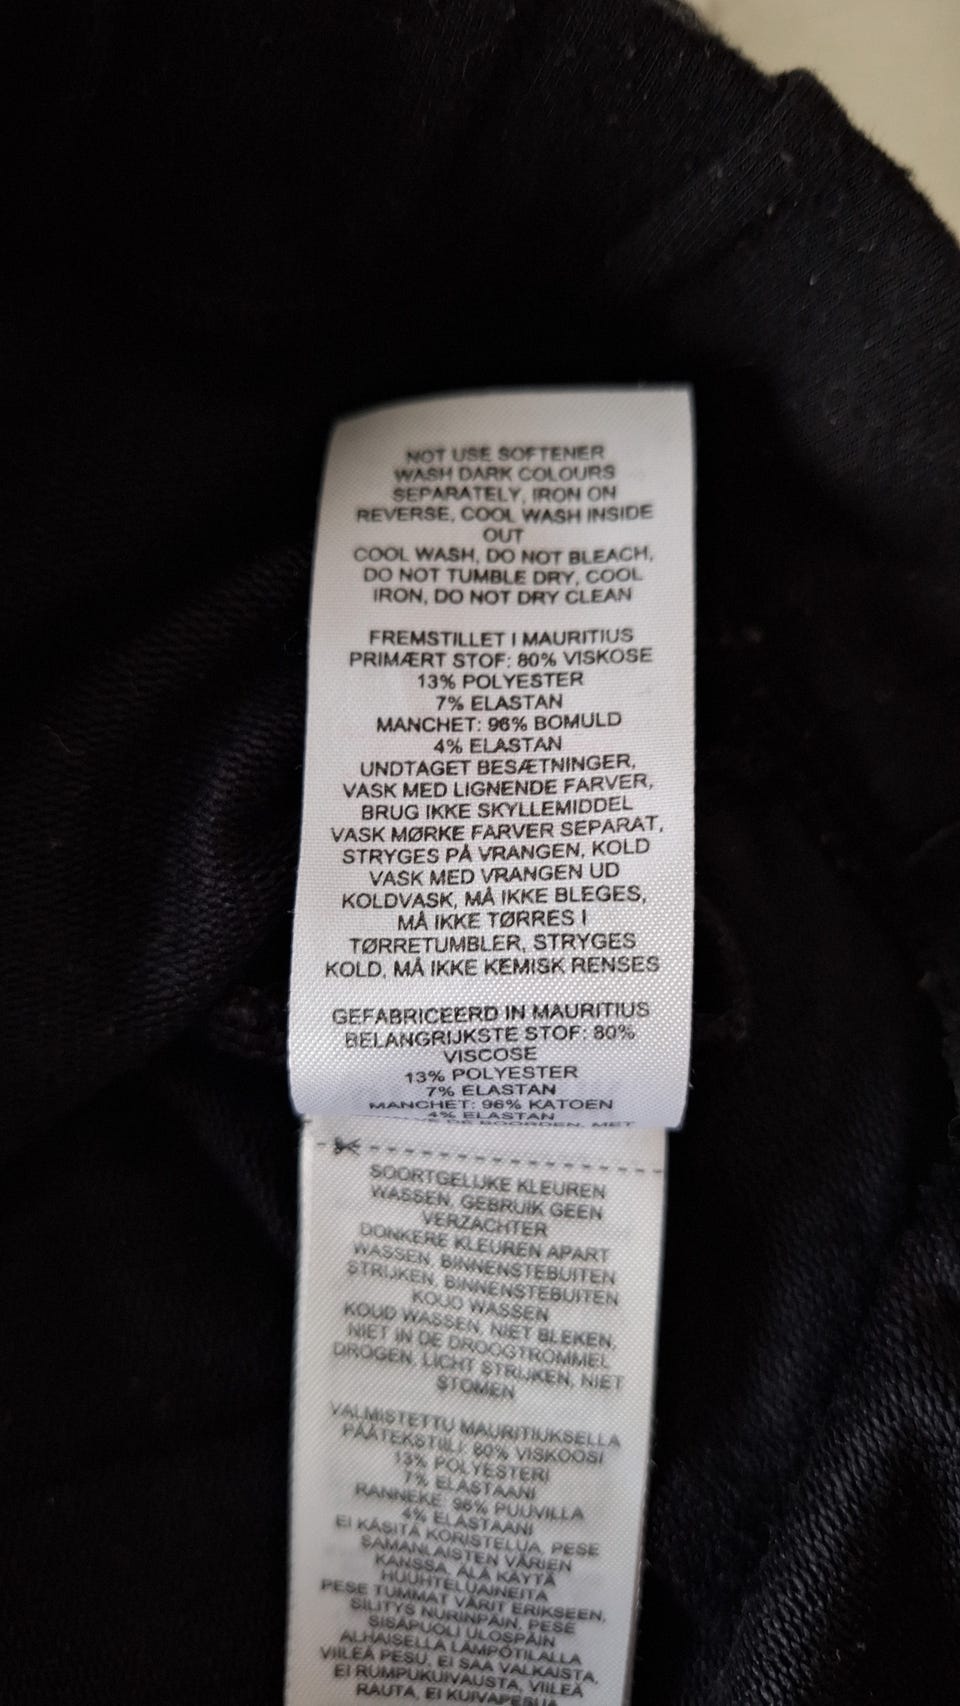 NOT USE SOFTENER
WASH DARK COLOURS
SEPARATELY, IRON ON
REVERSE, COOL WASH INSIDE
OUT
COOL WASH, DO NOT BLEACH,
DO NOT TUMBLE DRY, COOL
IRON, DO NOT DRY CLEAN
FREMSTILLET I MAURITIUS
PRIMÆRT STOF: 80% VISKOSE
13% POLYESTER
7% ELASTAN
MANCHET: 96% BOMULD
4% ELASTAN
UNDTAGET BESÆTNINGER,
VASK MED LIGNENDE FARVER,
BRUG IKKE SKYLLEMIDDEL
VASK MØRKE FARVER SEPARAT,
STRYGES PÅ VRANGEN, KOLD
VASK MED VRANGEN UD
KOLDVASK, MÅ IKKE BLEGES,
MÅ IKKE TØRRES I
TØRRETUMBLER, STRYGES
KOLD, MÅ IKKE KEMISK RENSES
GEFABRICEERD IN MAURITIUS
BELANGRIJKSTE STOF: 80%
VISCOSE
13% POLYESTER
7% ELASTAN
MANCHET: 96% KATOEN
4% ELASTAN
DE BOORDEN, MET
SOORTGELIJKE KLEUREN
WASSEN, GEBRUIK GEEN
VERZACHTER
DONKERE KLEUREN APART
WASSEN, BINNENSTEBUITEN
STRIJKEN, BINNENSTEBUITEN
KOUD WASSEN
KOUD WASSEN, NIET BLEKEN,
NIET IN DE DROOGTROMMEL
DROGEN, LICHT STRIJKEN, NIET
STOMEN
VALMISTETTU MAURITIUKSELLA
PÄÄTEKSTIILI: 80% VISKOOSI
13% POLYESTERI
7% ELASTAANI
RANNEKE: 96% PUUVILLA
4% ELASTAANI
EI KÄSITÄ KORISTELUA, PESE
SAMANLAISTEN VÄRIEN
KANSSA, ÄLÄ KÄYTÄ
HUUHTELUAINEITA
PESE TUMMAT VÄRIT ERIKSEEN,
SILITYS NURINPÄIN, PESE
SISÄPUOLI ULOSPÄIN
ALHAISELLA LÄMPÖTILALLA
VIILEÄ PESU, EI SAA VALKAISTA,
EI RUMPUKUIVAUSTA, VIILEÄ
RAUTA, EI KUIVAPESUA